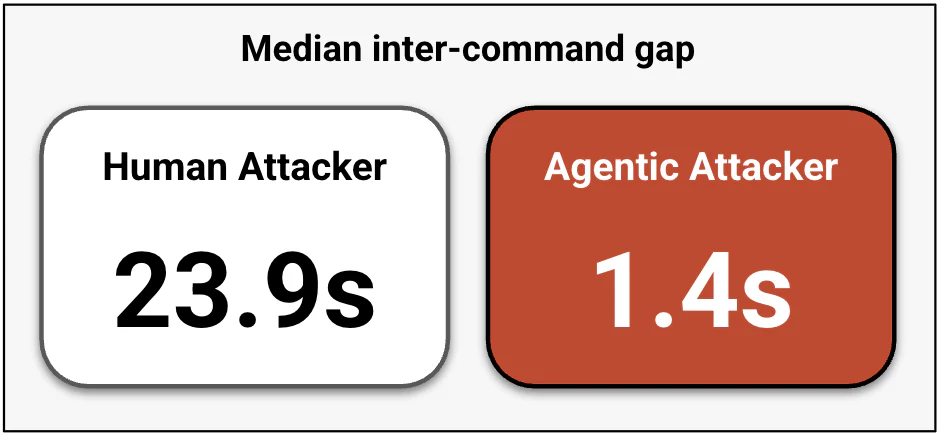 Median inter-command gap
Human Attacker
23.9s
Agentic Attacker
1.4s